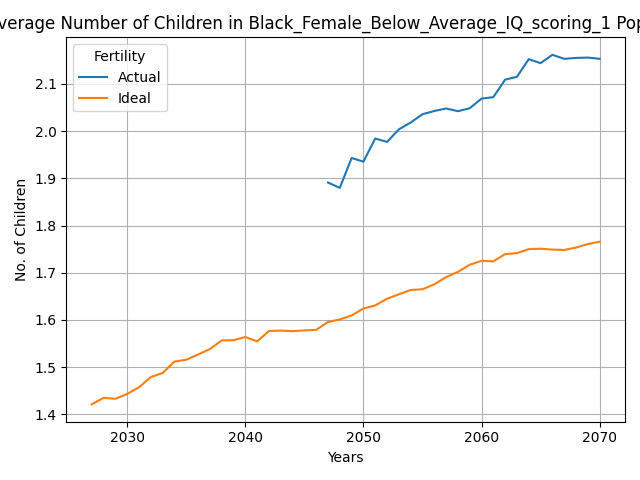 verage Number of Children in Black_Female_Below_Average_IQ_scoring_1 Pop
Fertility
Actual
Ideal
No. of Children
2.1
2.0
1.9
1.8
1.7
1.6
1.5
1.4
2030 2040 2050 2060 2070
Years